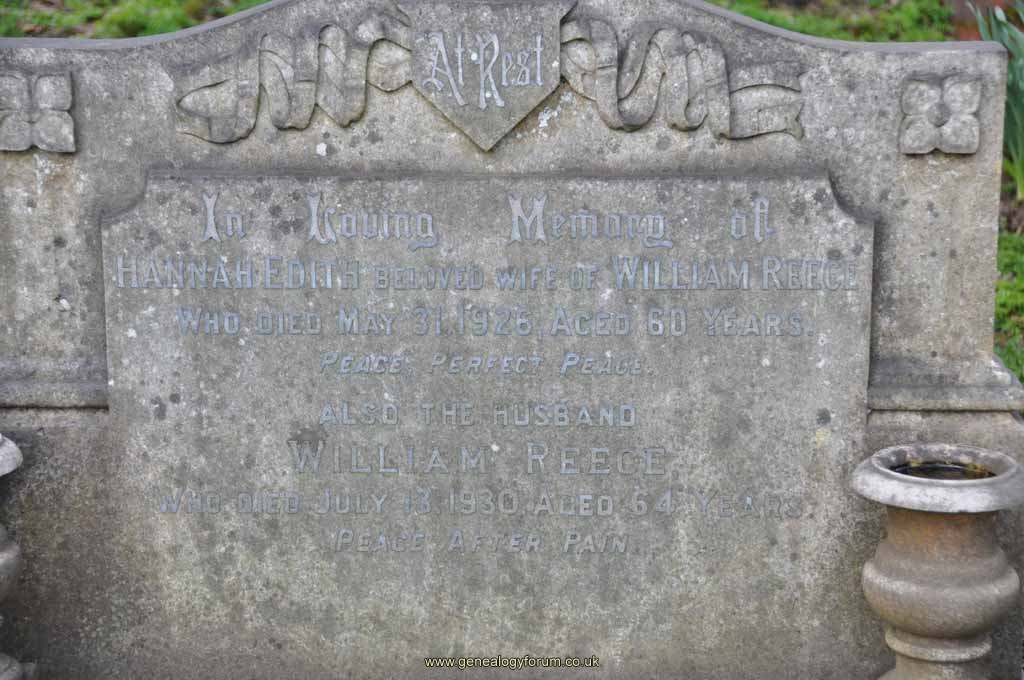 At Rest
In Loving Memory of
HANNAH EDITH BELOVED WIFE OF WILLIAM REECE
WHO DIED MAY 31, 1926, AGED 60 YEARS.
PEACE, PERFECT PEACE.
ALSO THE HUSBAND
WILLIAM REECE
WHO DIED JULY 13, 1930, AGED 64 YEARS.
PEACE AFTER PAIN.
www.genealogyforum.co.uk